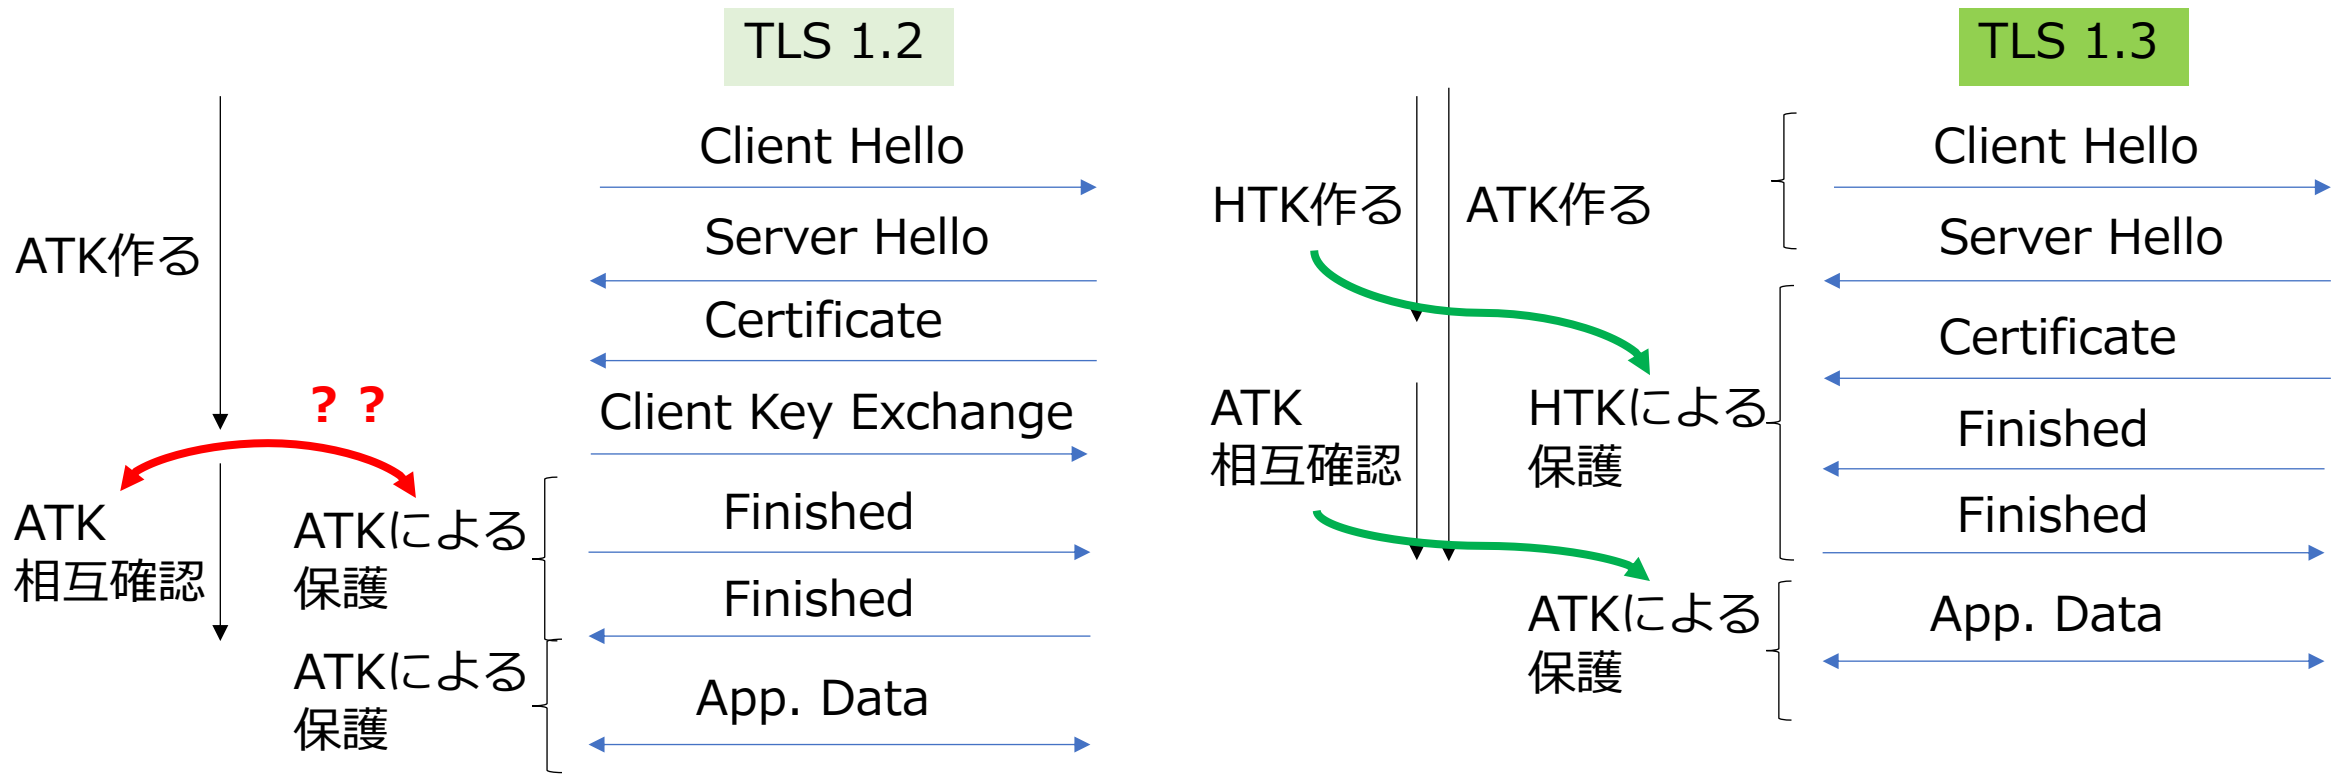 TLS 1.2
Client Hello
Server Hello
Certificate
Client Key Exchange
Finished
Finished
App. Data
ATK作る
？？
ATK
相互確認
ATKによる
保護
ATKによる
保護
TLS 1.3
Client Hello
Server Hello
Certificate
Finished
Finished
App. Data
HTK作る
ATK作る
ATK
相互確認
HTKによる
保護
ATKによる
保護